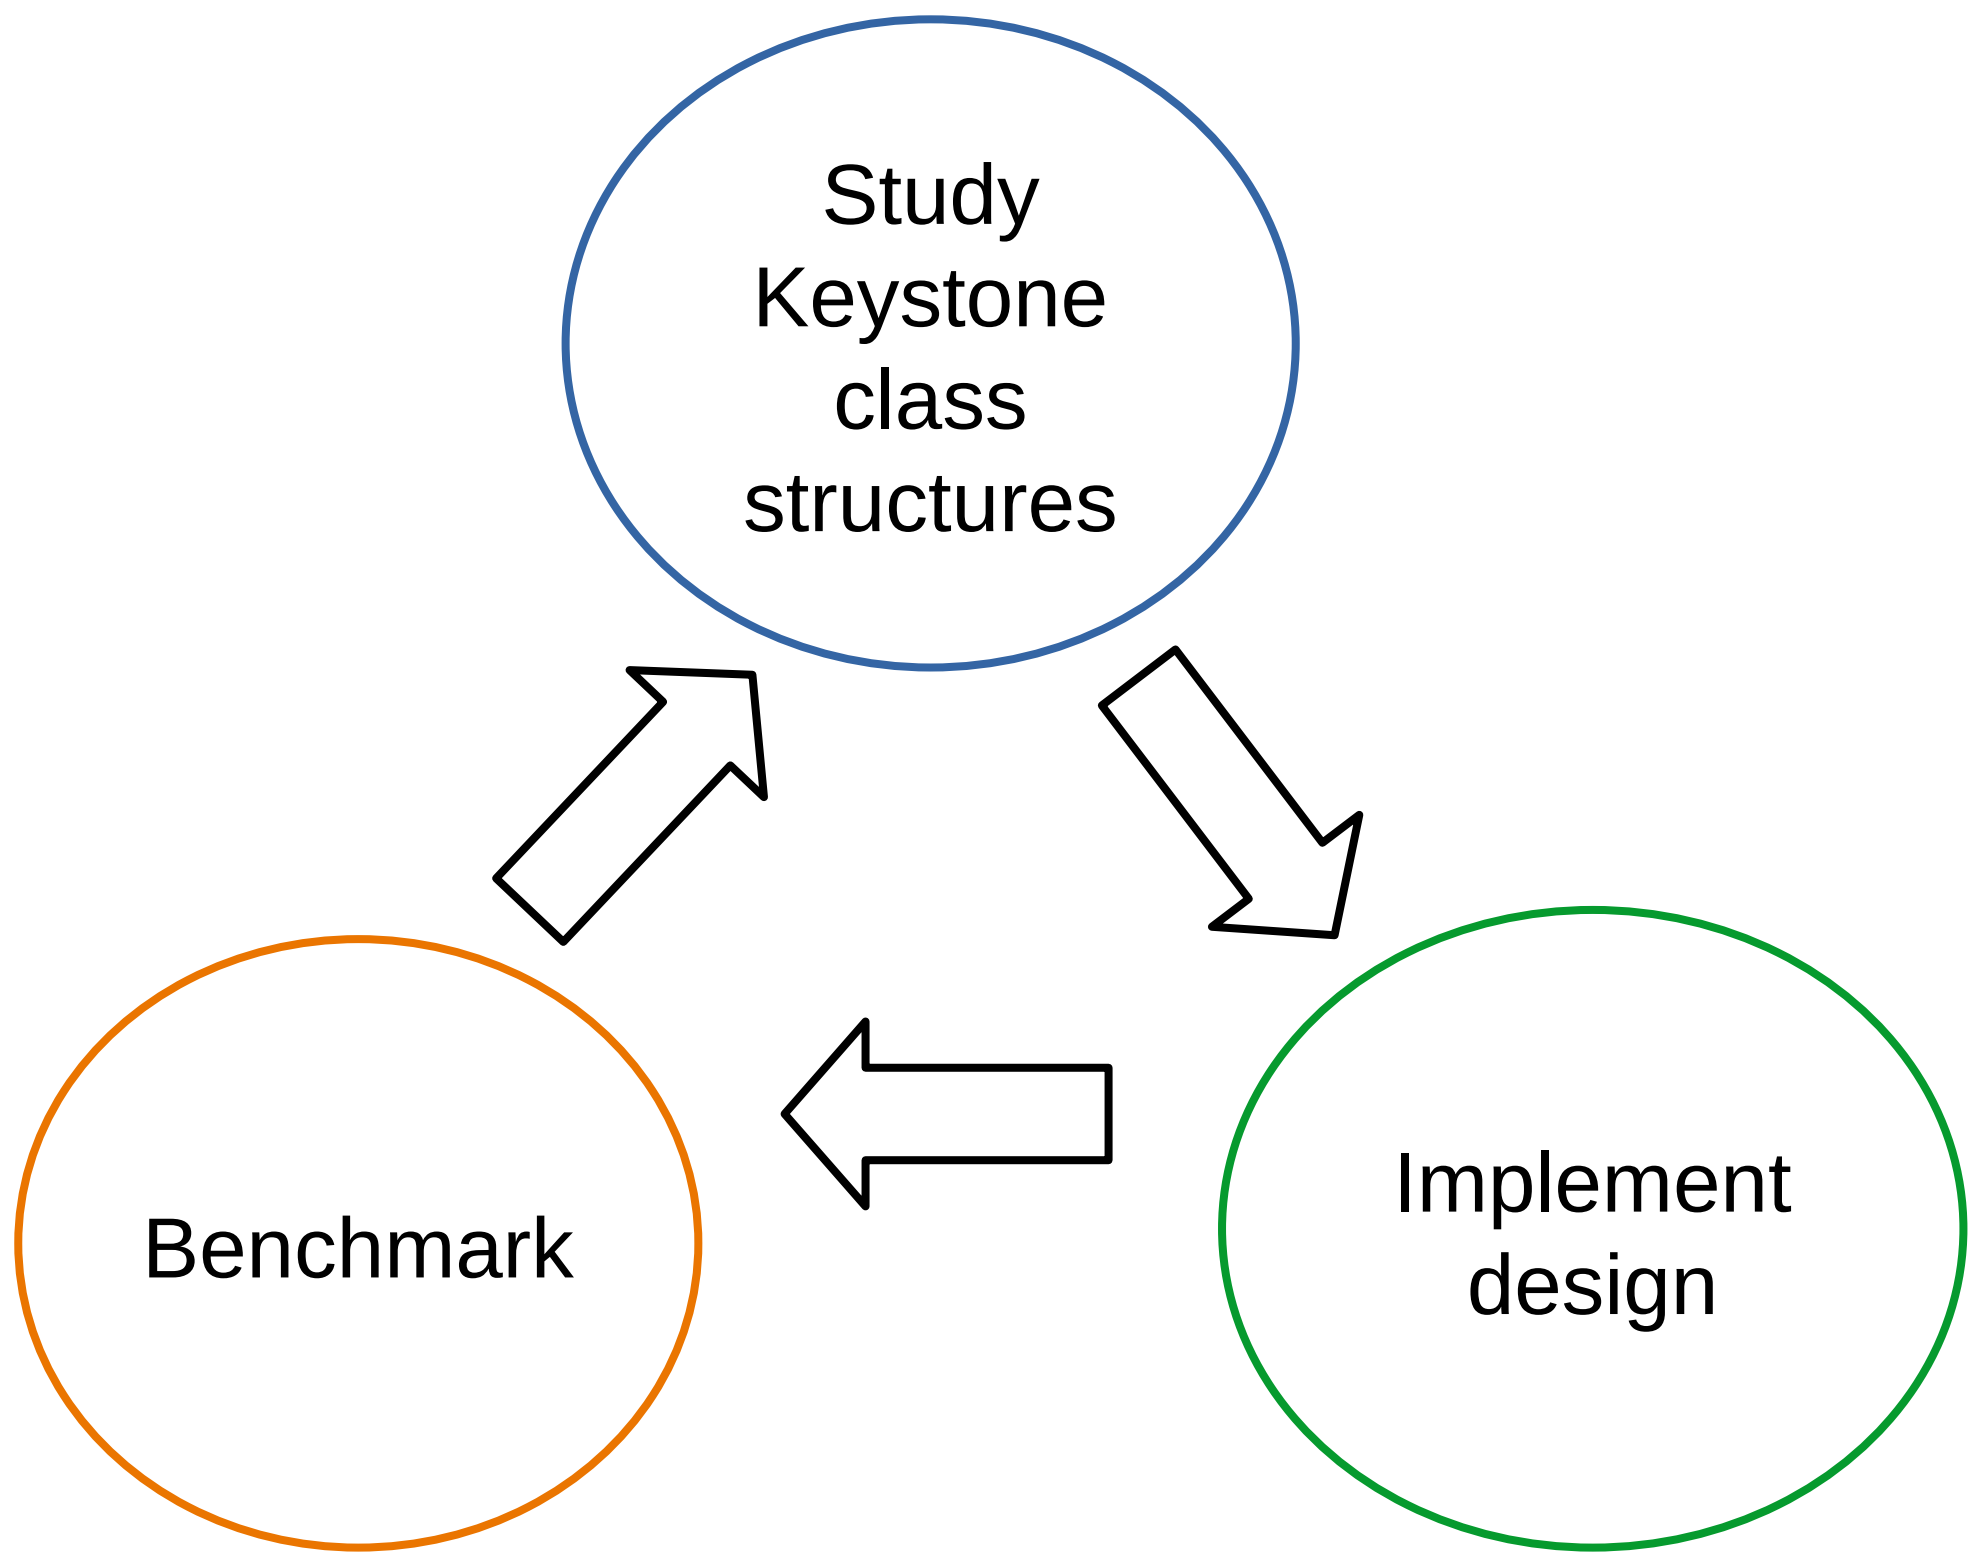 Study
Keystone
class
structures
Implement
design
Benchmark